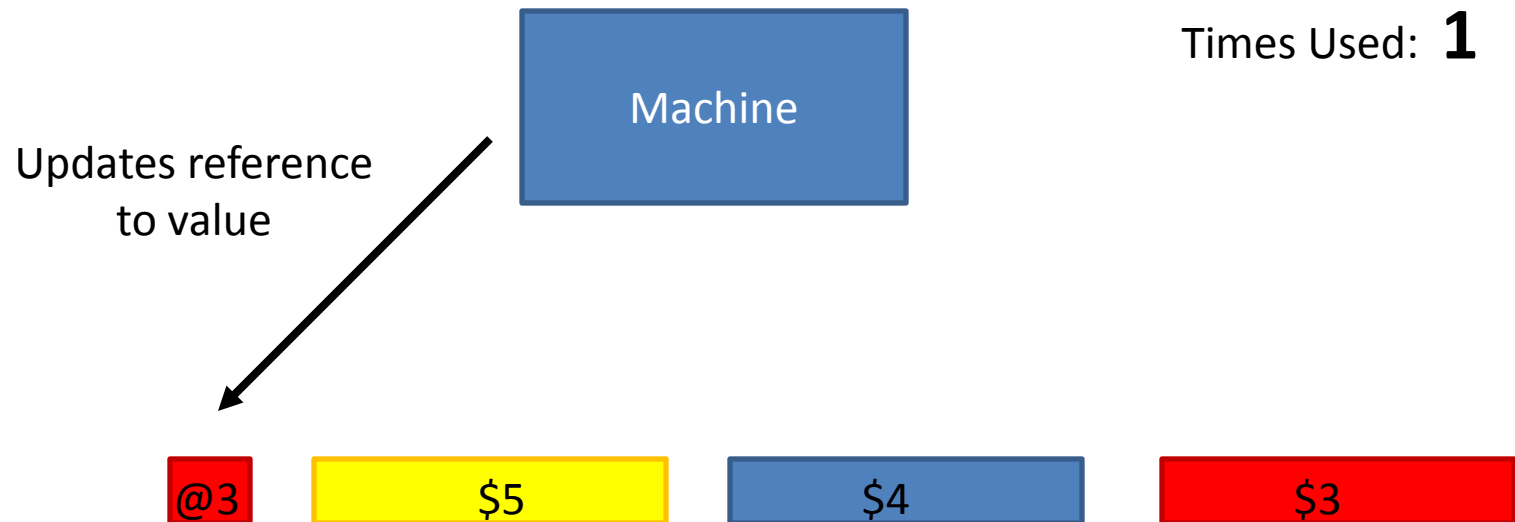 Times Used: 1
Machine
Updates reference
to value
@3
$5
$4
$3